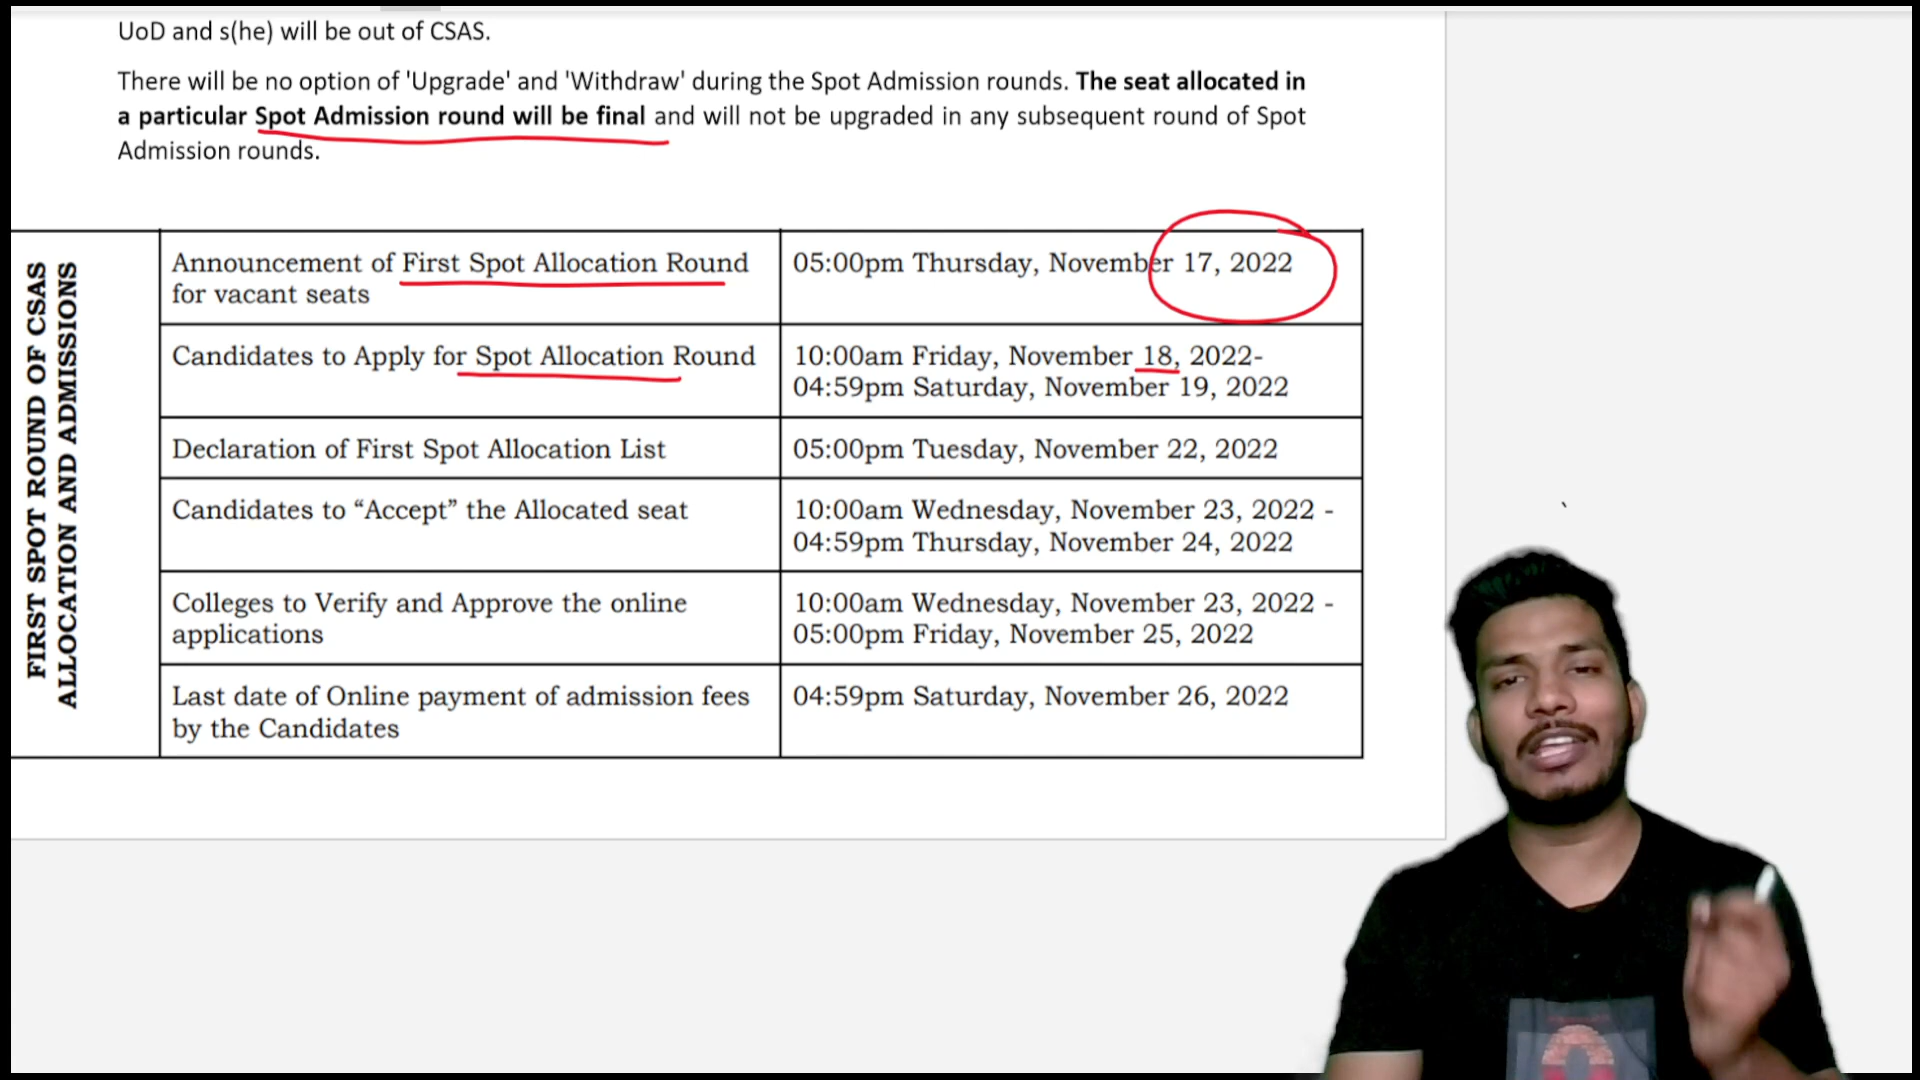 UoD and s(he) will be out of CSAS.
There will be no option of 'Upgrade' and 'Withdraw' during the Spot Admission rounds. The seat allocated in
a particular Spot Admission round will be final and will not be upgraded in any subsequent round of Spot
Admission rounds.
FIRST SPOT ROUND OF CSAS
ALLOCATION AND ADMISSIONS
Announcement of First Spot Allocation Round
for vacant seats
05:00pm Thursday, November 17, 2022
Candidates to Apply for Spot Allocation Round
10:00am Friday, November 18, 2022-
04:59pm Saturday, November 19, 2022
Declaration of First Spot Allocation List
05:00pm Tuesday, November 22, 2022
Candidates to “Accept” the Allocated seat
10:00am Wednesday, November 23, 2022 -
04:59pm Thursday, November 24, 2022
Colleges to Verify and Approve the online
applications
10:00am Wednesday, November 23, 2022 -
05:00pm Friday, November 25, 2022
Last date of Online payment of admission fees
by the Candidates
04:59pm Saturday, November 26, 2022